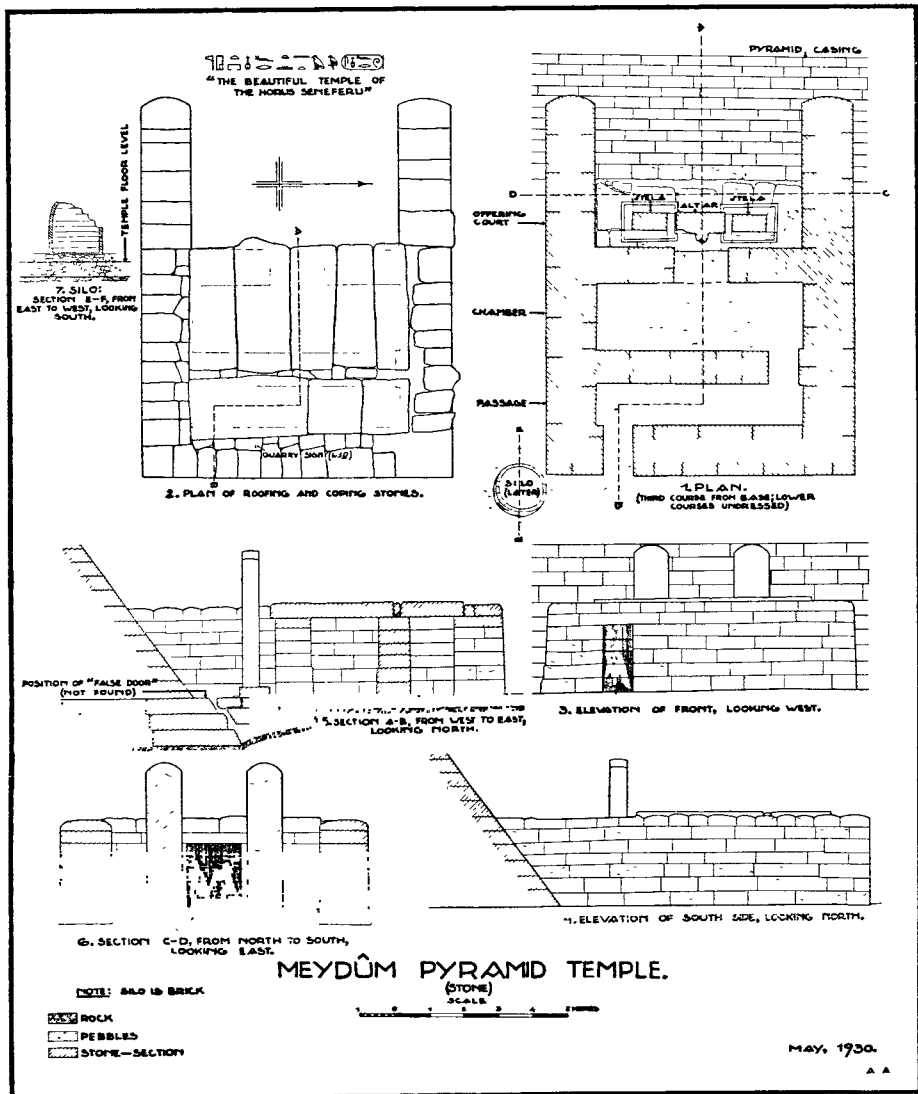 "THE BEAUTIFUL TEMPLE OF
THE HORUS SENEFERU"
PYRAMID, CASING
TEMPLE FLOOR LEVEL
A
D
C
STELA
ALTAR
STELA
OFFERING
COURT
CHAMBER
PASSAGE
7. SILO:
SECTION E-F, FROM
EAST TO WEST, LOOKING
SOUTH.
QUARRY SIGN
2. PLAN OF ROOFING AND COPING STONES.
SILO
(LATER)
1. PLAN.
(THIRD COURSE FROM BASE; LOWER
COURSES UNDRESSED)
POSITION OF "FALSE DOOR"
(NOT FOUND)
5. SECTION A-B, FROM WEST TO EAST,
LOOKING NORTH.
3. ELEVATION OF FRONT, LOOKING WEST.
6. SECTION C-D, FROM NORTH TO SOUTH,
LOOKING EAST.
4. ELEVATION OF SOUTH SIDE, LOOKING NORTH.
MEYDÛM PYRAMID TEMPLE.
(STONE)
SCALE
NOTE: SILO IS BRICK
ROCK
PEBBLES
STONE-SECTION
MAY, 1930.
A A